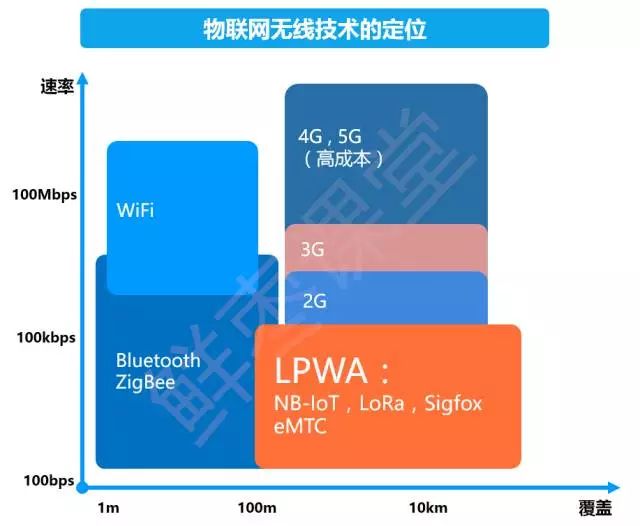 物联网无线技术的定位
速率
4G , 5G
（高成本）
100Mbps
WiFi
3G
2G
100kbps
Bluetooth
ZigBee
LPWA：
NB-IoT , LoRa , Sigfox
eMTC
100bps
1m
100m
10km
覆盖
鲜枣课堂